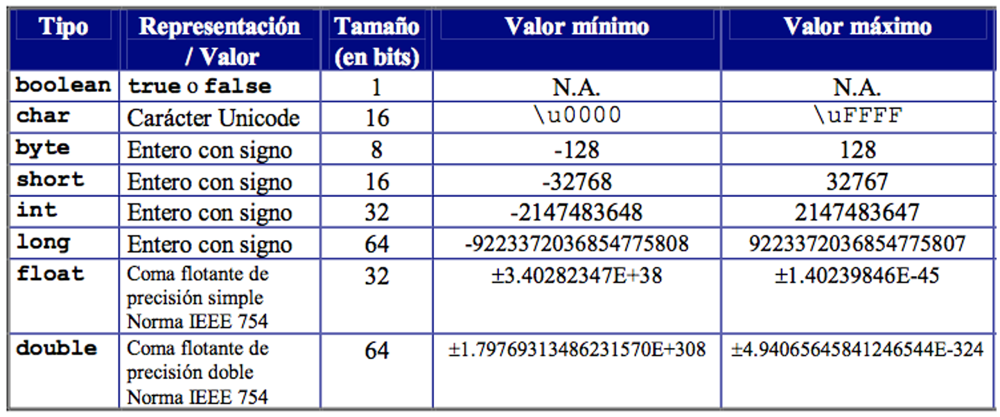 Tipo Representación / Valor Tamaño (en bits) Valor mínimo Valor máximo
boolean true o false 1 N.A. N.A.
char Carácter Unicode 16 \u0000 \uFFFF
byte Entero con signo 8 -128 128
short Entero con signo 16 -32768 32767
int Entero con signo 32 -2147483648 2147483647
long Entero con signo 64 -9223372036854775808 9223372036854775807
float Coma flotante de precisión simple Norma IEEE 754 32 ±3.40282347E+38 ±1.40239846E-45
double Coma flotante de precisión doble Norma IEEE 754 64 ±1.79769313486231570E+308 ±4.94065645841246544E-324